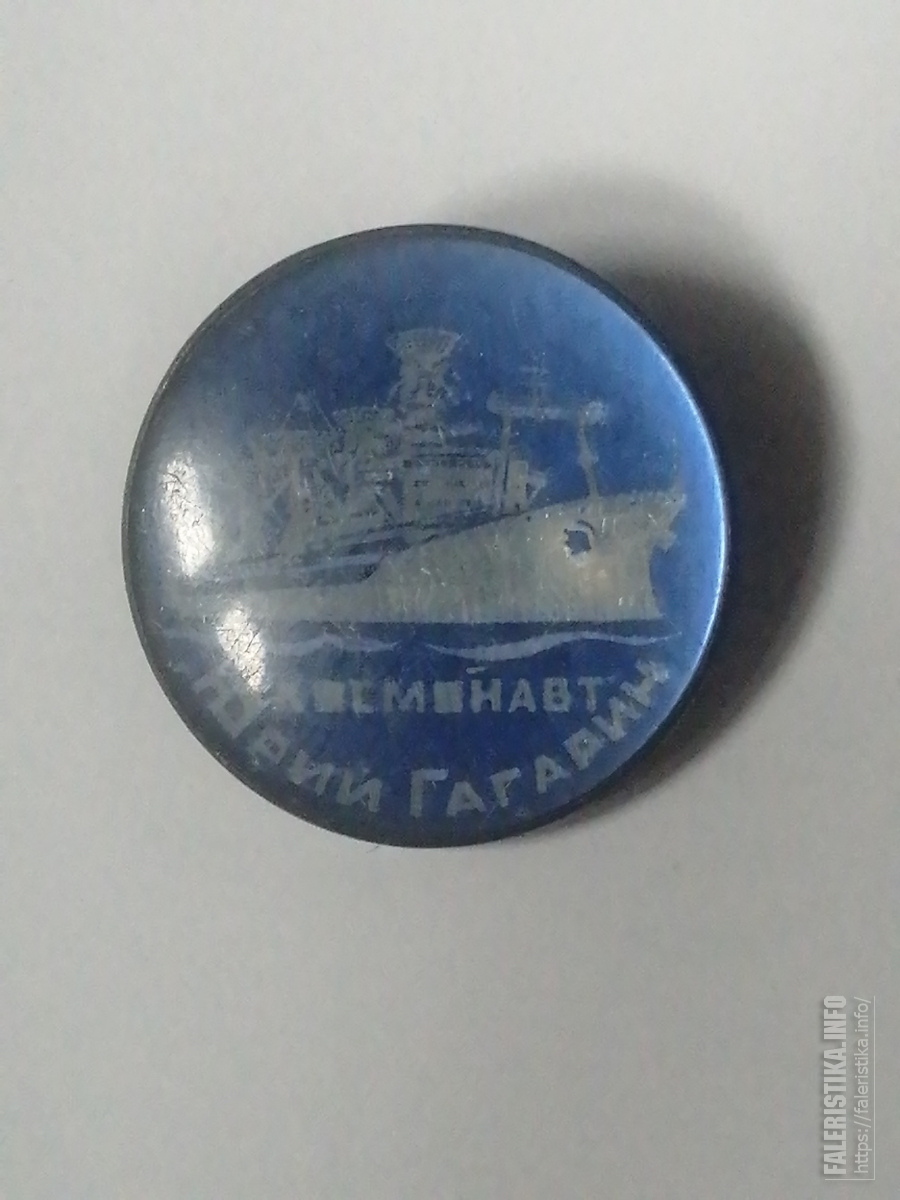 КОСМОНАВТ
ЮРИЙ ГАГАРИН
FALERISTIKA.INFO
https://faleristika.info/